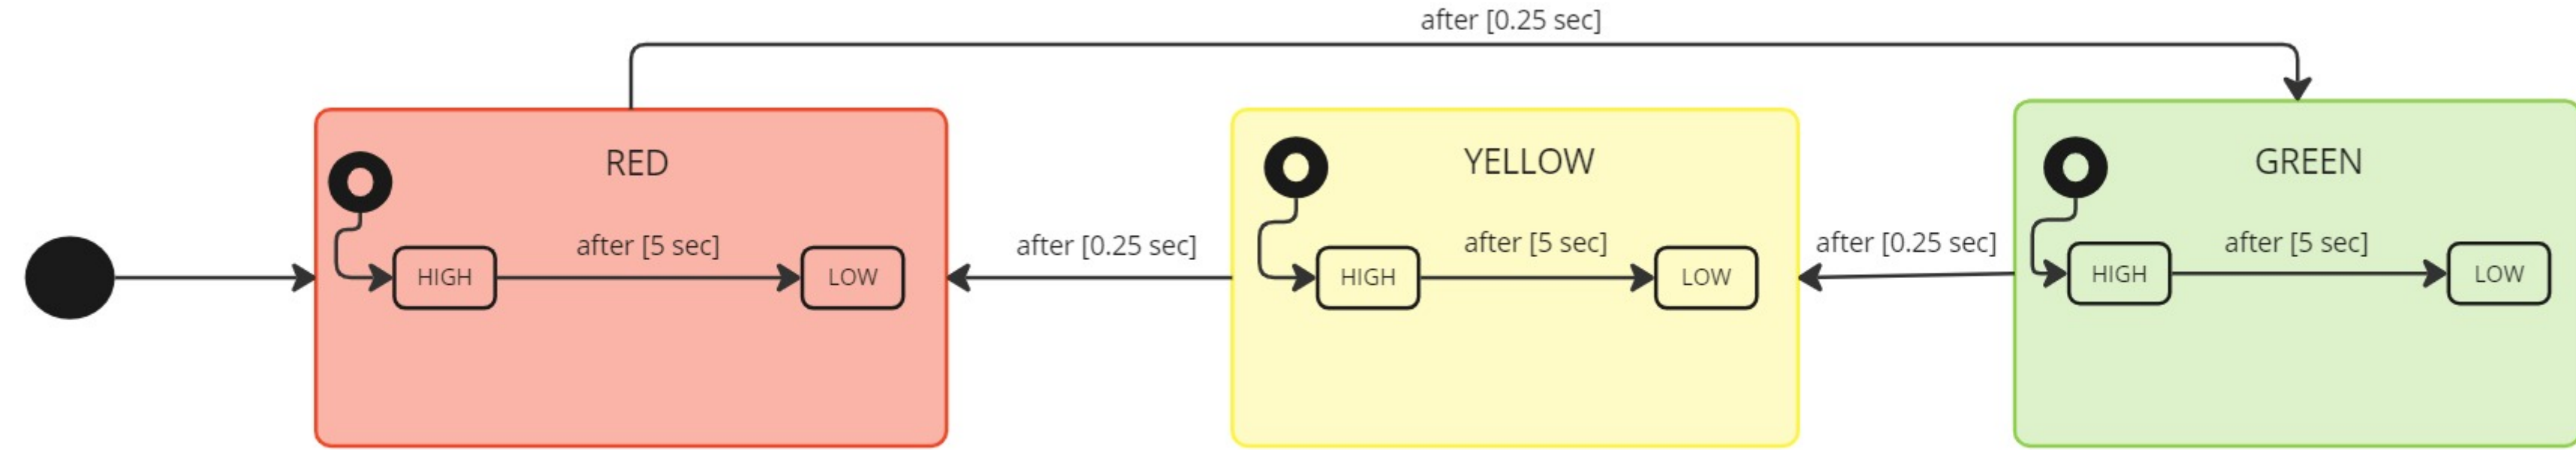 after [0.25 sec]
RED
YELLOW
GREEN
after [5 sec]
after [0.25 sec]
after [5 sec]
after [0.25 sec]
after [5 sec]
HIGH
LOW
HIGH
LOW
HIGH
LOW